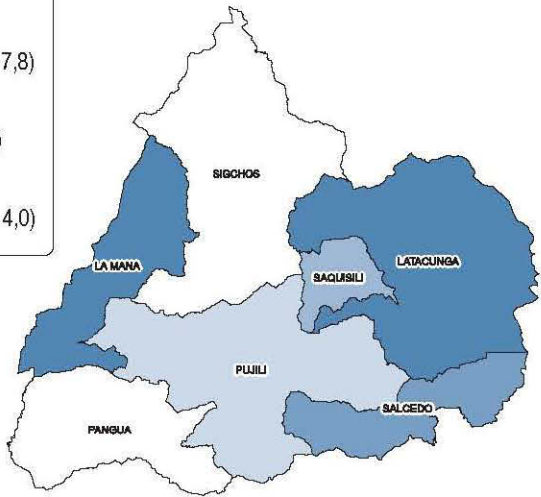 7,8)
4,0)
SIGCHOS
LA MANA
SAQUISILI
LATACUNGA
PUJILI
SALCEDO
PANGUA